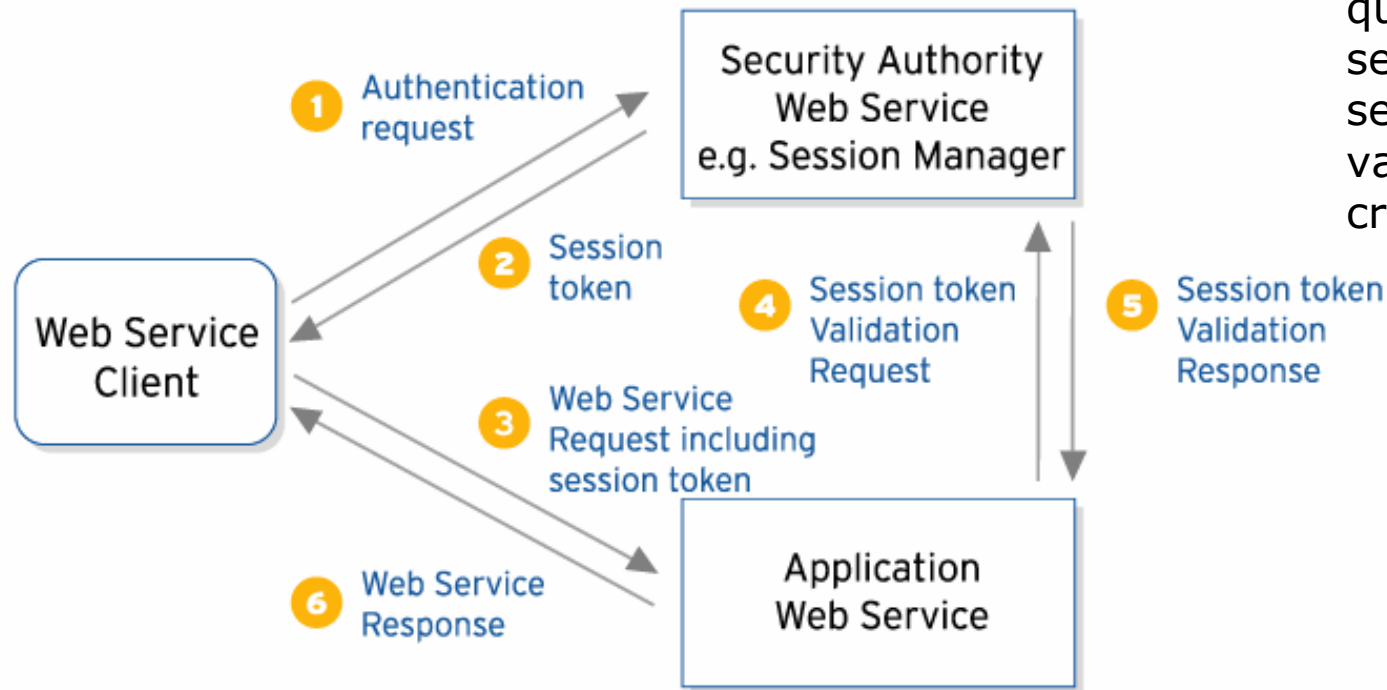 Security Authority
Web Service
e.g. Session Manager
1
Authentication
request
2
Session
token
Web Service
Client
4
Session token
Validation
Request
5
Session token
Validation
Response
3
Web Service
Request including
session token
Application
Web Service
6
Web Service
Response